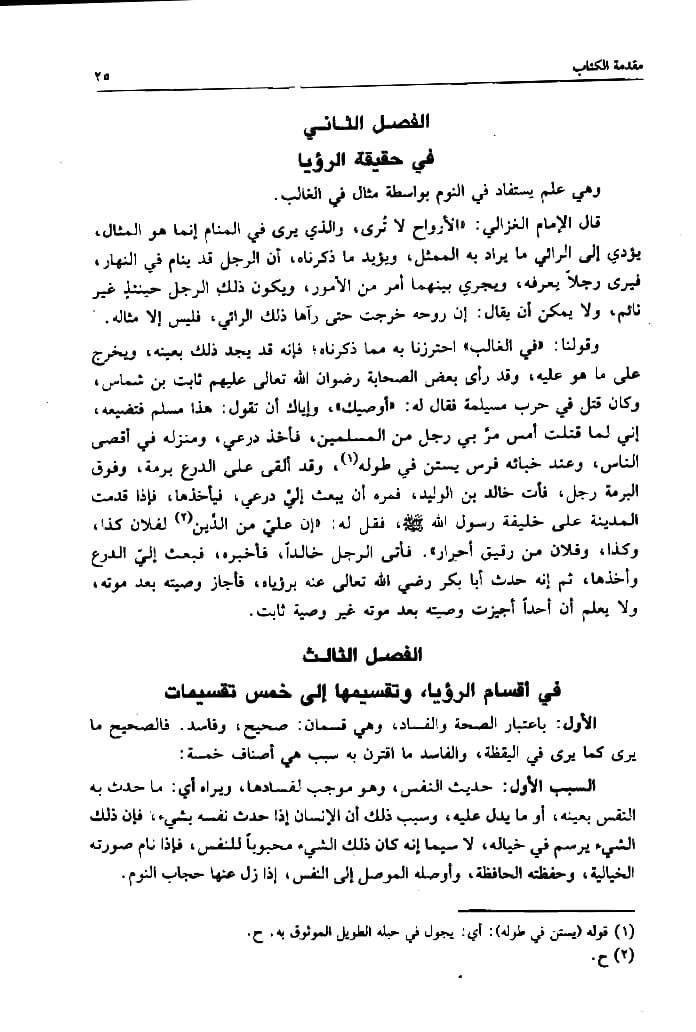 مقدمة الكتاب
٢٥
الفصل الثاني
في حقيقة الرؤيا
وهي علم يستفاد في النوم بواسطة مثال في الغالب.
قال الإمام الغزالي: «الأرواح لا تُرى، والذي يرى في المنام إنما هو المثال،
يؤدي إلى الرائي ما يراد به الممثل، ويؤيد ما ذكرناه، أن الرجل قد ينام في النهار،
فيرى رجلاً يعرفه، ويجري بينهما أمر من الأمور، ويكون ذلك الرجل حينئذٍ غير
نائم، ولا يمكن أن يقال: إن روحه خرجت حتى رآها ذلك الرائي، فليس إلا مثاله.
وقولنا: «في الغالب» احترزنا به مما ذكرناه؛ فإنه قد يجد ذلك بعينه، ويخرج
على ما هو عليه، وقد رأى بعض الصحابة رضوان الله تعالى عليهم ثابت بن شماس،
وكان قتل في حرب مسيلمة فقال له: «أوصيك»، وإياك أن تقول: هذا مسلم فتضيعه،
إني لما قتلت أمس مرَّ بي رجل من المسلمين، فأخذ درعي، ومنزله في أقصى
الناس، وعند خبائه فرس يستن في طوله(١)، وقد ألقى على الدرع برمة، وفوق
البرمة رجل، فأت خالد بن الوليد، فمره أن يبعث إليَّ درعي، فيأخذها، فإذا قدمت
المدينة على خليفة رسول الله ﷺ، فقل له: «إن عليّ من الدَّين(٢) لفلان كذا،
وكذا، وفلان من رقيق أحرار». فأتى الرجل خالداً، فأخبره، فبعث إليّ الدرع
وأخذها، ثم إنه حدث أبا بكر رضي الله تعالى عنه برؤياه، فأجاز وصيته بعد موته،
ولا يعلم أن أحداً أجيزت وصيته بعد موته غير وصية ثابت.
الفصل الثالث
في أقسام الرؤيا، وتقسيمها إلى خمس تقسيمات
الأول: باعتبار الصحة والفساد، وهي قسمان: صحيح، وفاسد. فالصحيح ما
يرى كما يرى في اليقظة، والفاسد ما اقترن به سبب هي أصناف خمسة:
السبب الأول: حديث النفس، وهو موجب لفسادها، ويراه أي: ما حدث به
النفس بعينه، أو ما يدل عليه، وسبب ذلك أن الإنسان إذا حدث نفسه بشيء، فإن ذلك
الشيء يرسم في خياله، لا سيما إنه كان ذلك الشيء محبوباً للنفس، فإذا نام صورته
الخيالية، وحفظته الحافظة، وأوصله الموصل إلى النفس، إذا زل عنها حجاب النوم.
(١) قوله (يستن في طوله): أي: يجول في حبله الطويل الموثوق به. ح.
(٢) ح.